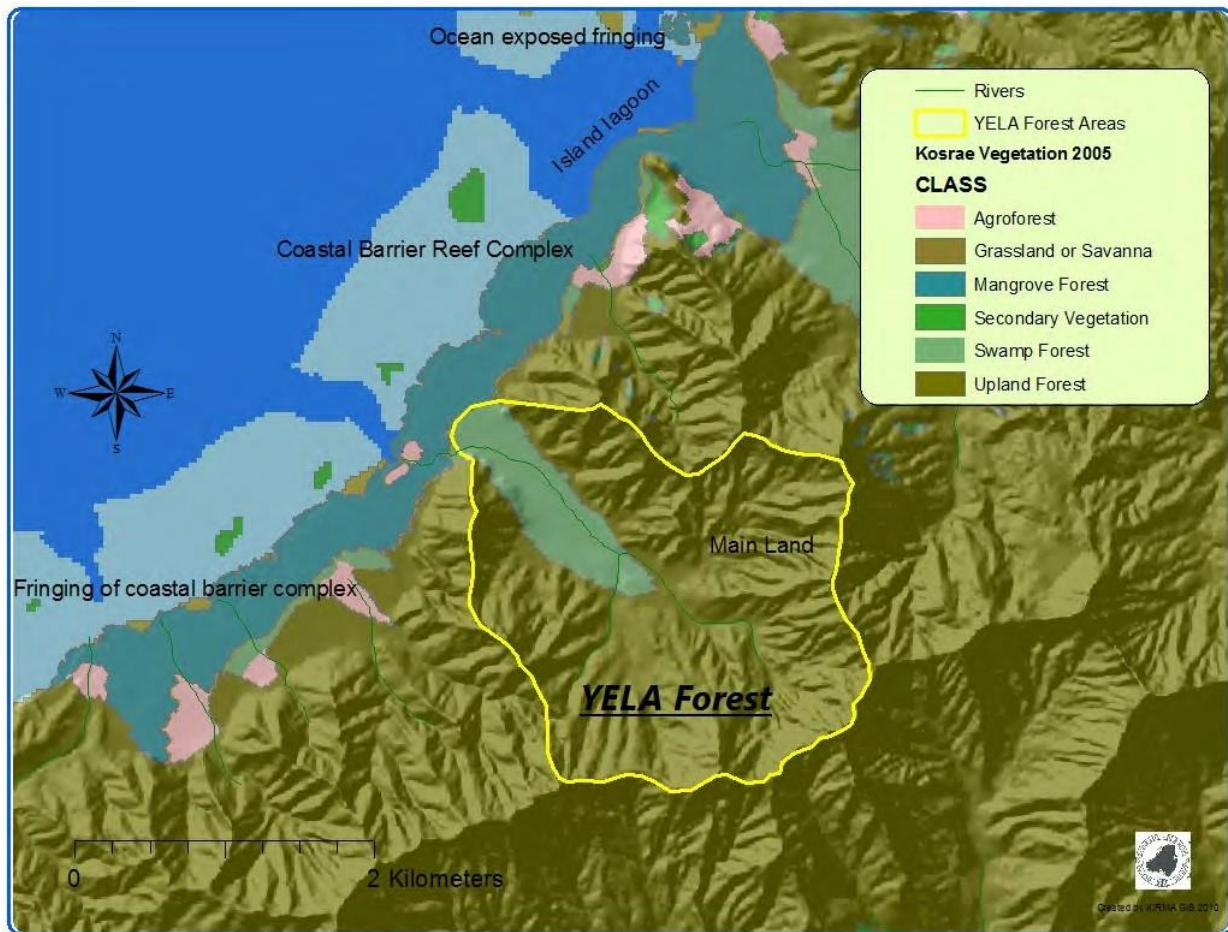 Ocean exposed fringing
Island lagoon
Coastal Barrier Reef Complex
N
W
E
S
Fringing of coastal barrier complex
Main Land
YELA Forest
0
2 Kilometers
Rivers
YELA Forest Areas
Kosrae Vegetation 2005
CLASS
Agroforest
Grassland or Savanna
Mangrove Forest
Secondary Vegetation
Swamp Forest
Upland Forest
Created by KIRMA GIS 2010